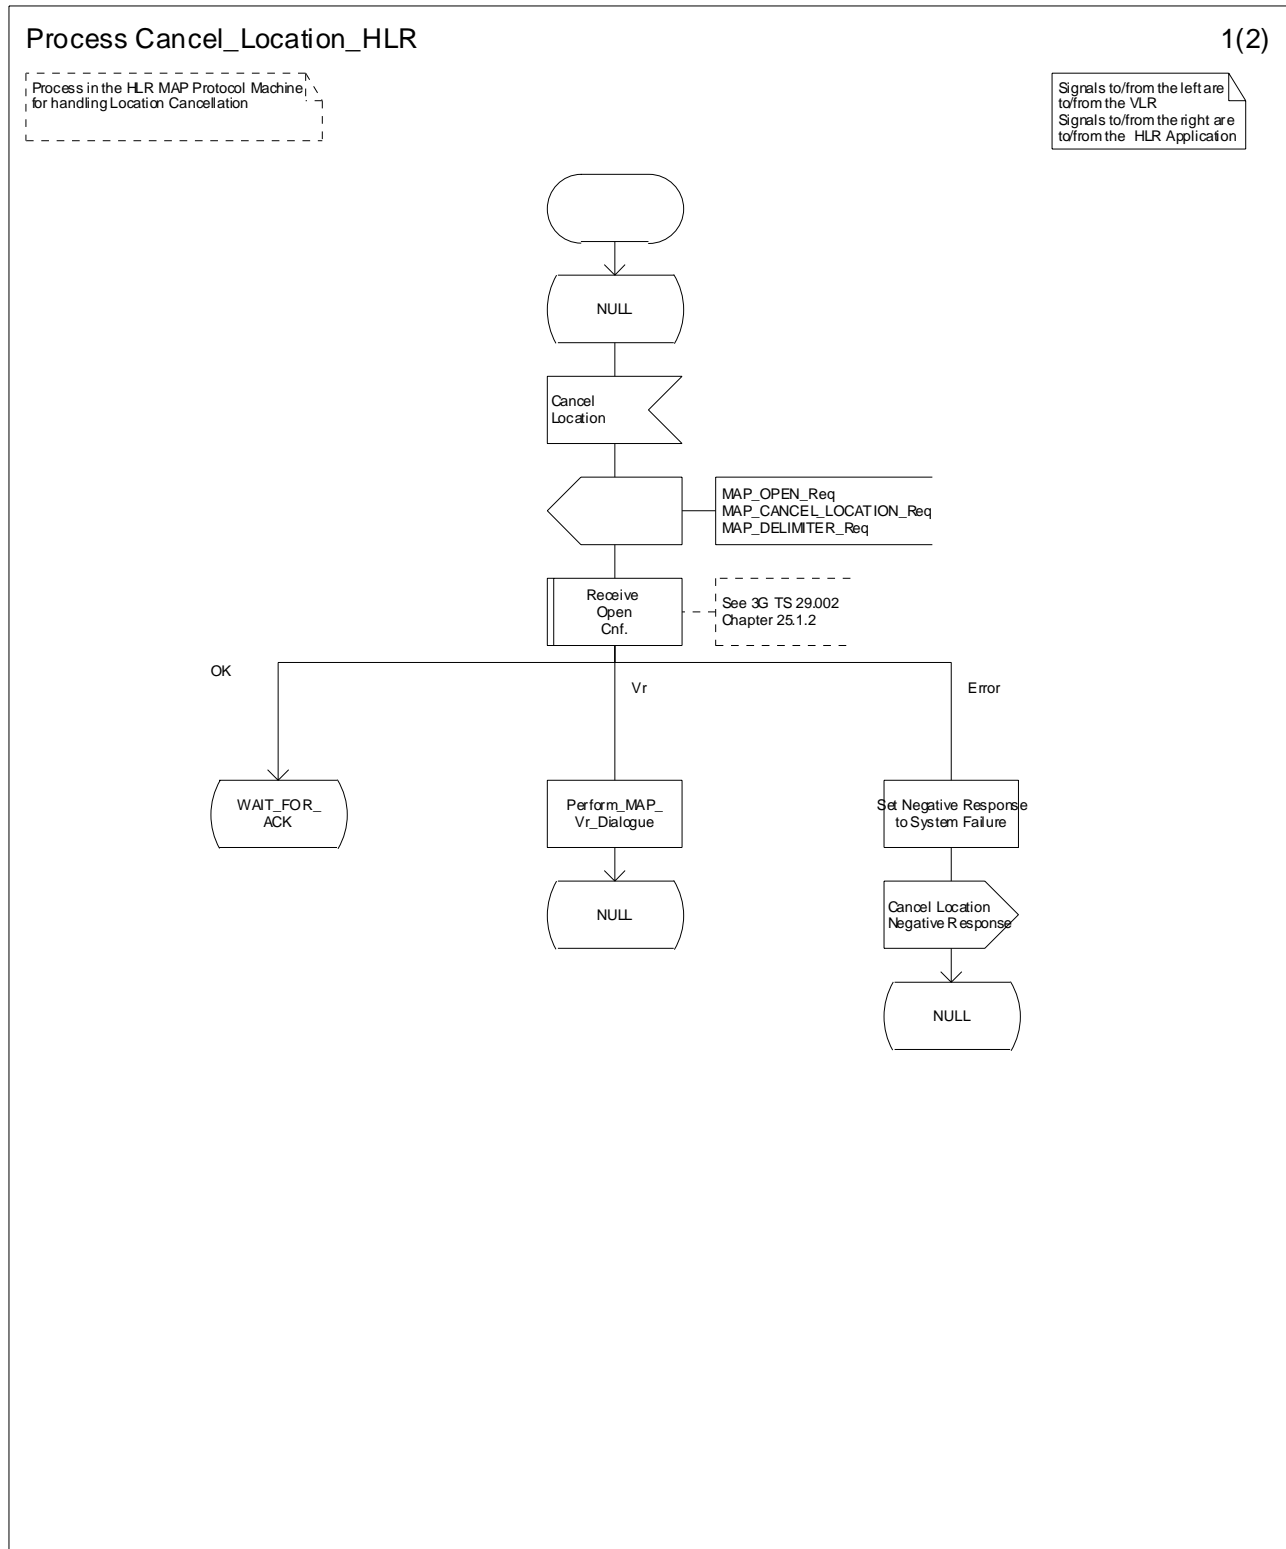 Process Cancel_Location_HLR
1(2)
Process in the HLR MAP Protocol Machine
for handling Location Cancellation
Signals to/from the left are
to/from the VLR
Signals to/from the right are
to/from the HLR Application
NULL
Cancel
Location
MAP_OPEN_Req
MAP_CANCEL_LOCATION_Req
MAP_DELIMITER_Req
Receive
Open
Cnf.
See 3G TS 29.002
Chapter 25.1.2
OK
Vr
Error
WAIT_FOR_
ACK
Perform_MAP_
Vr_Dialogue
Set Negative Response
to System Failure
NULL
Cancel Location
Negative Response
NULL